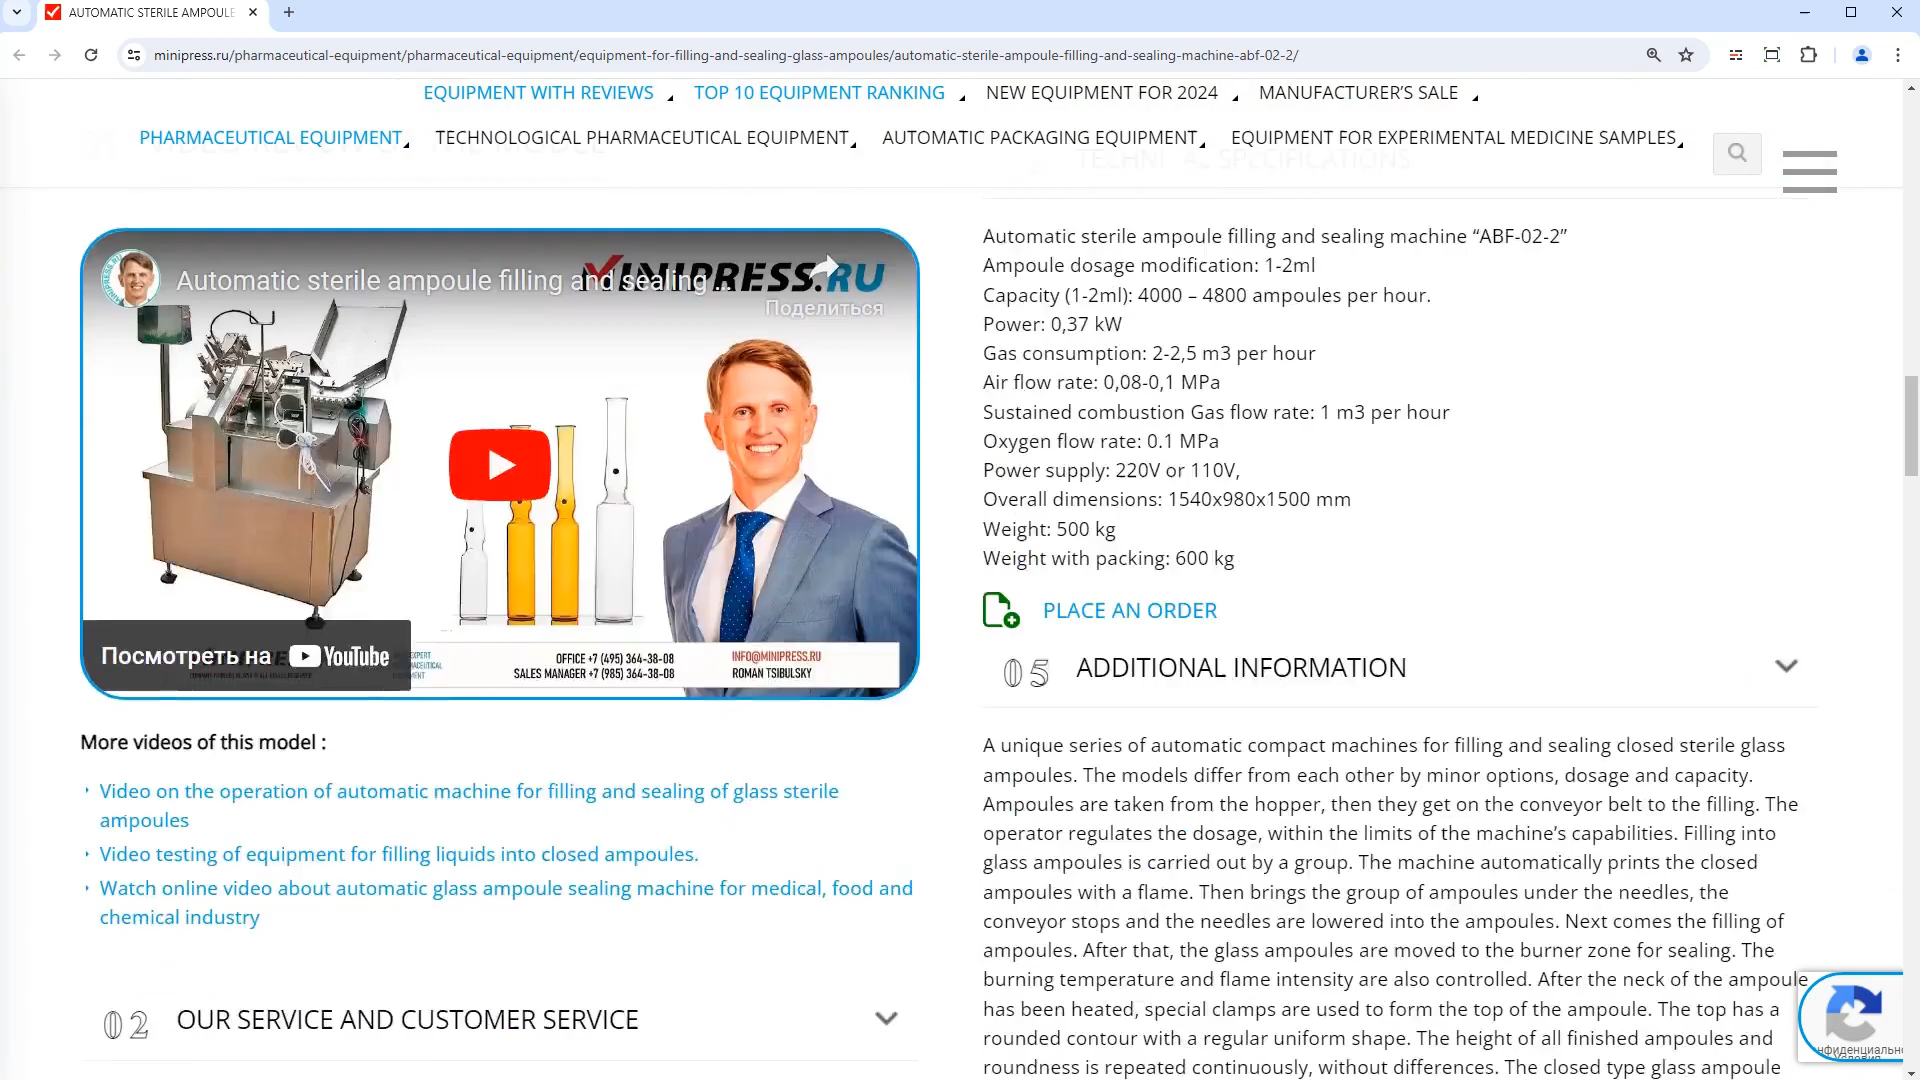 AUTOMATIC STERILE AMPOULE
minipress.ru/pharmaceutical-equipment/pharmaceutical-equipment/equipment-for-filling-and-sealing-glass-ampoules/automatic-sterile-ampoule-filling-and-sealing-machine-abf-02-2/
EQUIPMENT WITH REVIEWS TOP 10 EQUIPMENT RANKING NEW EQUIPMENT FOR 2024 MANUFACTURER’S SALE
PHARMACEUTICAL EQUIPMENT TECHNOLOGICAL PHARMACEUTICAL EQUIPMENT AUTOMATIC PACKAGING EQUIPMENT EQUIPMENT FOR EXPERIMENTAL MEDICINE SAMPLES
TECHNICAL SPECIFICATIONS
Automatic sterile ampoule filling and sealing ...
MINIPRESS.RU
Поделиться
Посмотреть на YouTube
OFFICE +7 (495) 364-38-08
SALES MANAGER +7 (985) 364-38-08
INFO@MINIPRESS.RU
ROMAN TSIBULSKY
More videos of this model :
Video on the operation of automatic machine for filling and sealing of glass sterile
ampoules
Video testing of equipment for filling liquids into closed ampoules.
Watch online video about automatic glass ampoule sealing machine for medical, food and
chemical industry
02 OUR SERVICE AND CUSTOMER SERVICE
Automatic sterile ampoule filling and sealing machine “ABF-02-2”
Ampoule dosage modification: 1-2ml
Capacity (1-2ml): 4000 – 4800 ampoules per hour.
Power: 0,37 kW
Gas consumption: 2-2,5 m3 per hour
Air flow rate: 0,08-0,1 MPa
Sustained combustion Gas flow rate: 1 m3 per hour
Oxygen flow rate: 0.1 MPa
Power supply: 220V or 110V,
Overall dimensions: 1540x980x1500 mm
Weight: 500 kg
Weight with packing: 600 kg
PLACE AN ORDER
05 ADDITIONAL INFORMATION
A unique series of automatic compact machines for filling and sealing closed sterile glass
ampoules. The models differ from each other by minor options, dosage and capacity.
Ampoules are taken from the hopper, then they get on the conveyor belt to the filling. The
operator regulates the dosage, within the limits of the machine’s capabilities. Filling into
glass ampoules is carried out by a group. The machine automatically prints the closed
ampoules with a flame. Then brings the group of ampoules under the needles, the
conveyor stops and the needles are lowered into the ampoules. Next comes the filling of
ampoules. After that, the glass ampoules are moved to the burner zone for sealing. The
burning temperature and flame intensity are also controlled. After the neck of the ampoule
has been heated, special clamps are used to form the top of the ampoule. The top has a
rounded contour with a regular uniform shape. The height of all finished ampoules and
roundness is repeated continuously, without differences. The closed type glass ampoule